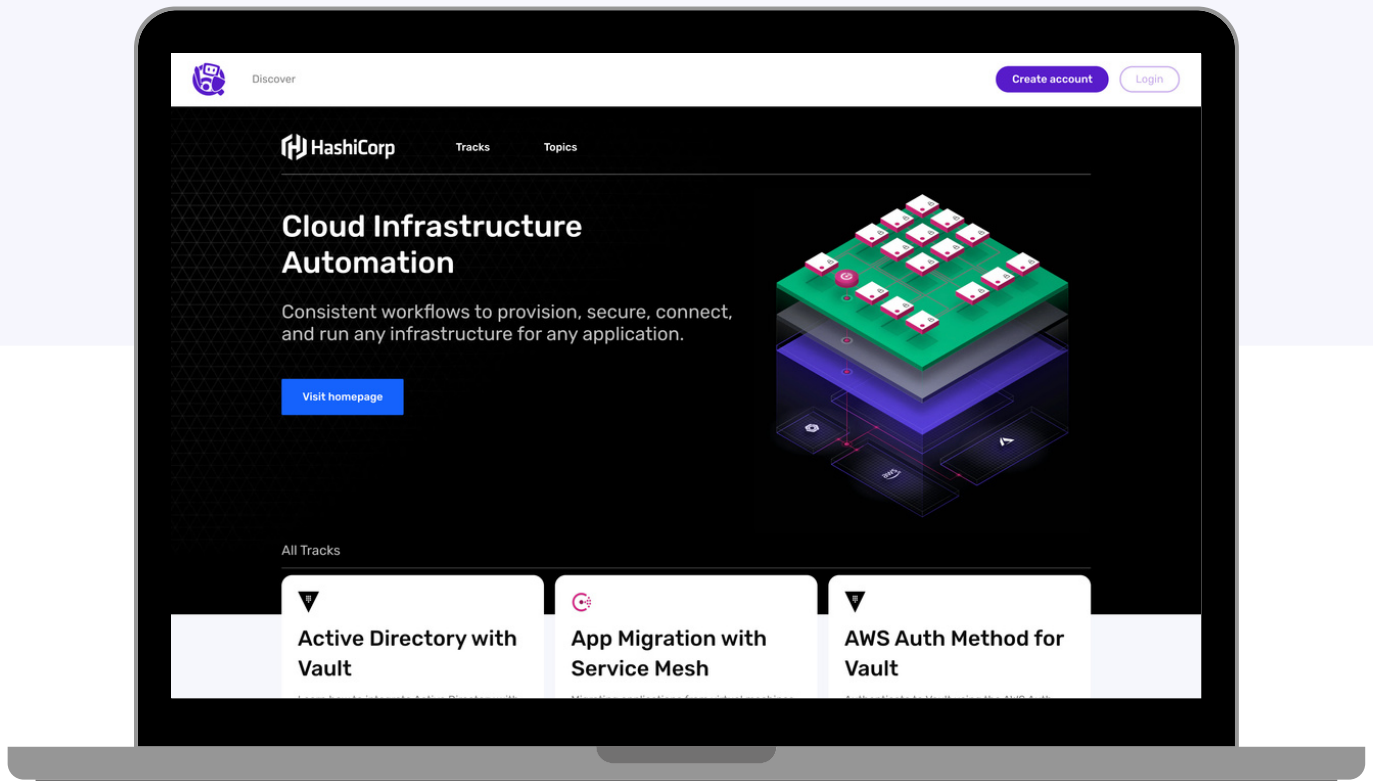 Discover
Create account
Login
HashiCorp
Tracks
Topics
Cloud Infrastructure
Automation
Consistent workflows to provision, secure, connect,
and run any infrastructure for any application.
Visit homepage
All Tracks
Active Directory with
Vault
App Migration with
Service Mesh
AWS Auth Method for
Vault